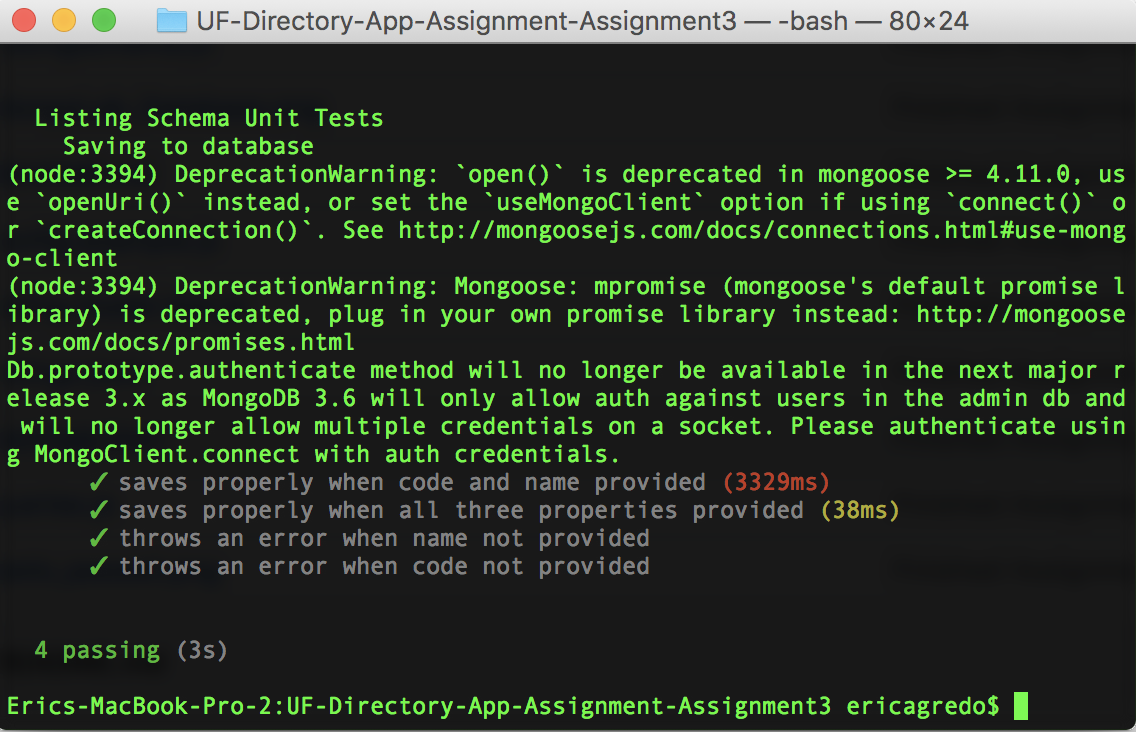 UF-Directory-App-Assignment-Assignment3 — -bash — 80×24
Listing Schema Unit Tests
Saving to database
(node:3394) DeprecationWarning: `open()` is deprecated in mongoose >= 4.11.0, us
e `openUri()` instead, or set the `useMongoClient` option if using `connect()` o
r `createConnection()`. See http://mongoosejs.com/docs/connections.html#use-mong
o-client
(node:3394) DeprecationWarning: Mongoose: mpromise (mongoose's default promise l
ibrary) is deprecated, plug in your own promise library instead: http://mongoose
js.com/docs/promises.html
Db.prototype.authenticate method will no longer be available in the next major r
elease 3.x as MongoDB 3.6 will only allow auth against users in the admin db and
 will no longer allow multiple credentials on a socket. Please authenticate usin
g MongoClient.connect with auth credentials.
✓ saves properly when code and name provided (3329ms)
✓ saves properly when all three properties provided (38ms)
✓ throws an error when name not provided
✓ throws an error when code not provided
4 passing (3s)
Erics-MacBook-Pro-2:UF-Directory-App-Assignment-Assignment3 ericagredo$